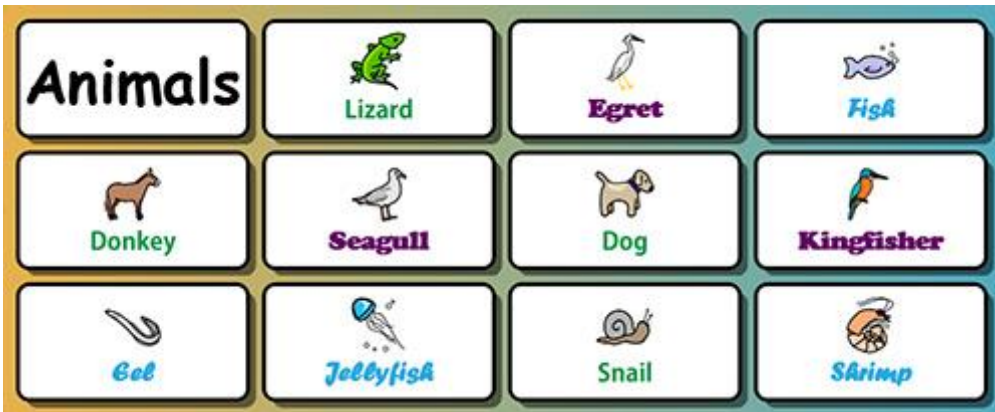 Animals
Lizard
Egret
Fish
Donkey
Seagull
Dog
Kingfisher
Eel
Jellyfish
Snail
Shrimp